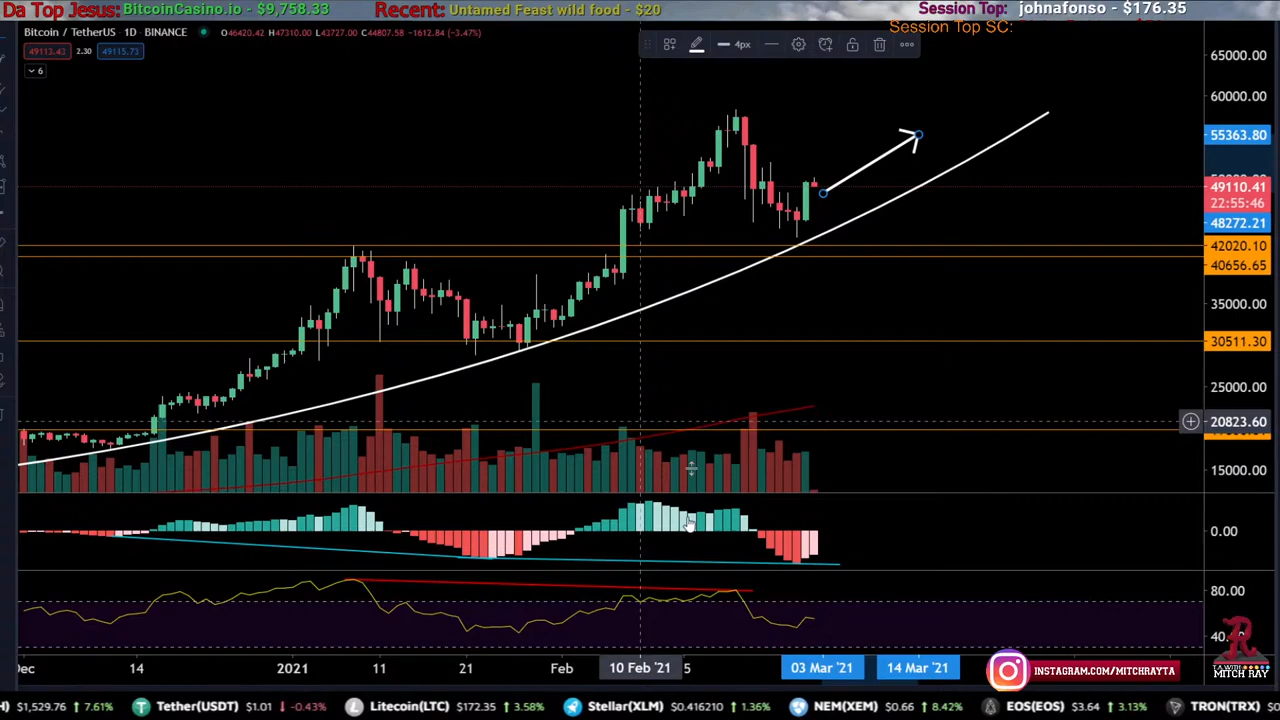 Da Top Jesus: BitcoinCasino.io - $9,758.33
Recent: Untamed Feast wild food - $20
Session Top: johnafonso - $176.35
Session Top SC:
Bitcoin / TetherUS · 1D · BINANCE
O46420.42 H47310.00 L43727.00 C44807.58 -1612.84 (-3.47%)
49113.43 2.30 49115.73
6
4px
65000.00
60000.00
55363.80
49110.41
22:55:46
48272.21
42020.10
40656.65
35000.00
30511.30
25000.00
20823.60
15000.00
0.00
80.00
40.00
Dec 14 2021 11 21 Feb 10 Feb '21 5 03 Mar '21 14 Mar '21
INSTAGRAM.COM/MITCHRAYTA
R
T.A. WITH
MITCH RAY
H) $1,529.76 7.61% Tether(USDT) $1.01 -0.43% Litecoin(LTC) $172.35 3.58% Stellar(XLM) $0.416210 1.36% NEM(XEM) $0.66 8.42% EOS(EOS) $3.64 3.13% TRON(TRX)